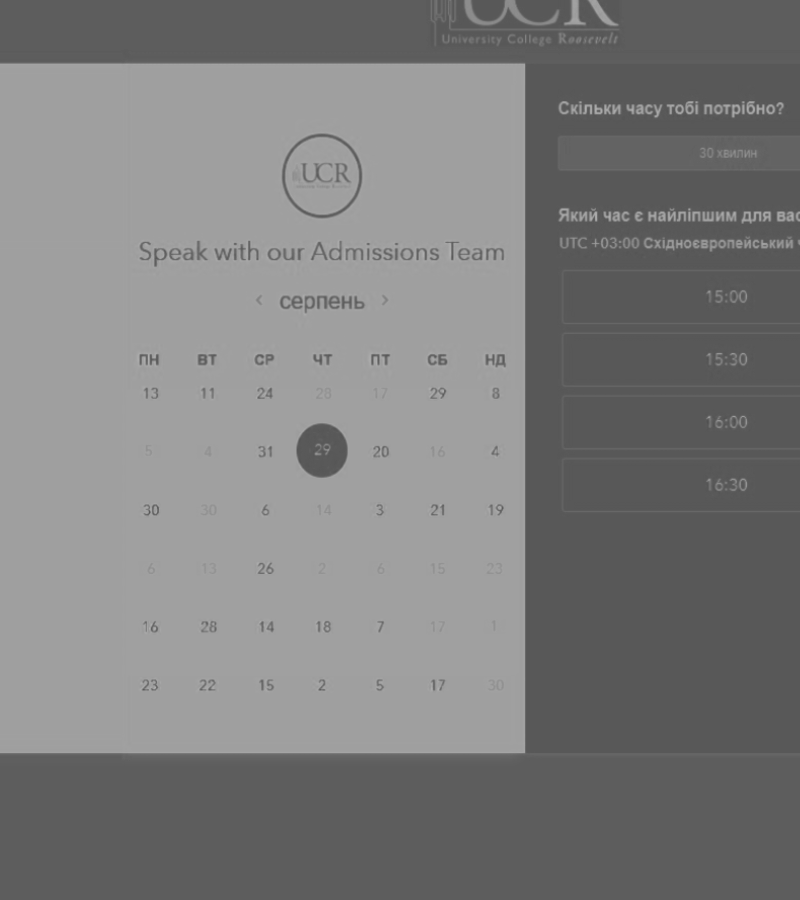 UCR
University College Roosevelt
UCR
Speak with our Admissions Team
< серпень >
ПН ВТ СР ЧТ ПТ СБ НД
13 11 24 28 17 29 8
5 4 31 29 20 16 4
30 30 6 14 3 21 19
6 13 26 2 6 15 23
16 28 14 18 7 17 1
23 22 15 2 5 17 30
Скільки часу тобі потрібно?
30 хвилин
Який час є найліпшим для вас
UTC +03:00 Східноєвропейський ч
15:00
15:30
16:00
16:30